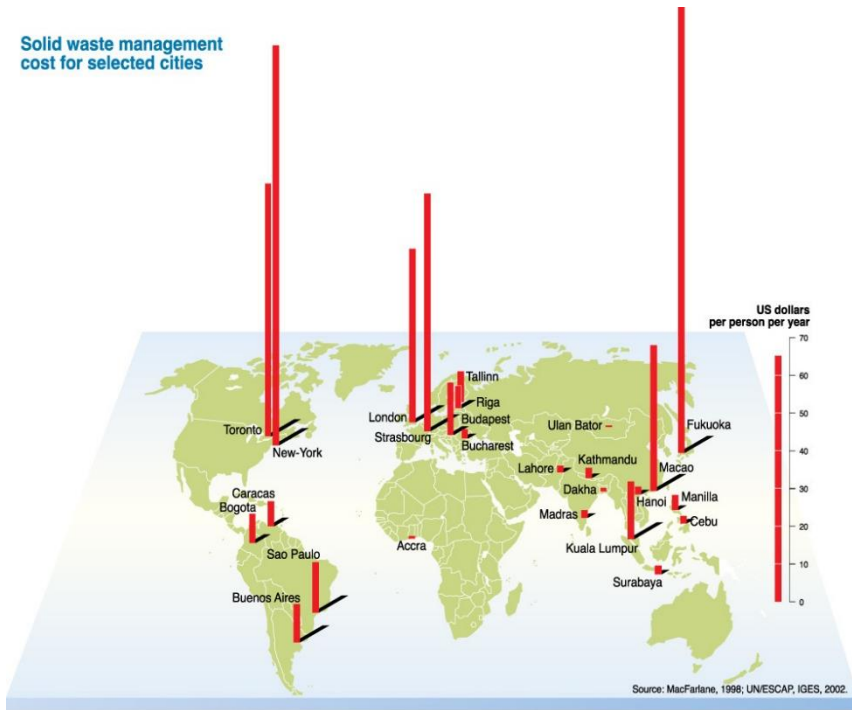 Solid waste management
cost for selected cities
US dollars
per person per year
70
60
50
40
30
20
10
0
Tallinn
Riga
London
Budapest
Strasbourg
Bucharest
Toronto
New-York
Ulan Bator
Fukuoka
Lahore
Kathmandu
Macao
Dakha
Hanoi
Manilla
Caracas
Bogota
Madras
Cebu
Accra
Kuala Lumpur
Sao Paulo
Surabaya
Buenos Aires
Source: MacFarlane, 1998; UN/ESCAP, IGES, 2002.